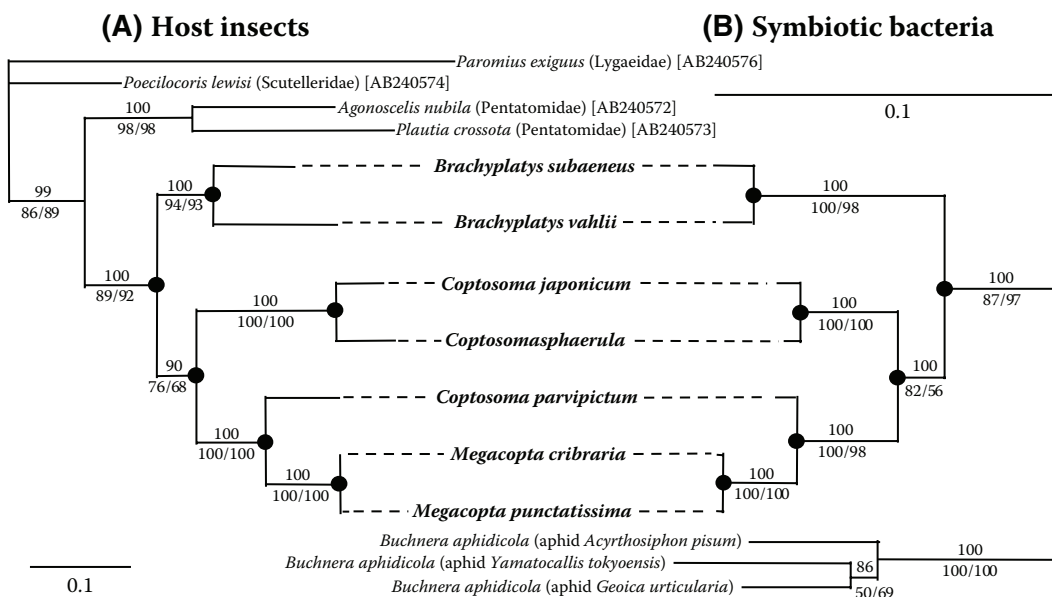 (A) Host insects
(B) Symbiotic bacteria
Paromius exiguus (Lygaeidae) [AB240576]
Poecilocoris lewisi (Scutelleridae) [AB240574]
100
98/98
Agonoscelis nubila (Pentatomidae) [AB240572]
Plautia crossota (Pentatomidae) [AB240573]
0.1
99
86/89
100
94/93
Brachyplatys subaeneus
Brachyplatys vahlii
100
100/98
100
89/92
100
100/100
Coptosoma japonicum
Coptosomasphaerula
100
100/100
100
87/97
90
76/68
100
82/56
100
100/100
Coptosoma parvipictum
100
100/98
100
100/100
Megacopta cribraria
Megacopta punctatissima
100
100/100
Buchnera aphidicola (aphid Acyrthosiphon pisum)
Buchnera aphidicola (aphid Yamatocallis tokyoensis)
Buchnera aphidicola (aphid Geoica urticularia)
86
50/69
100
100/100
0.1